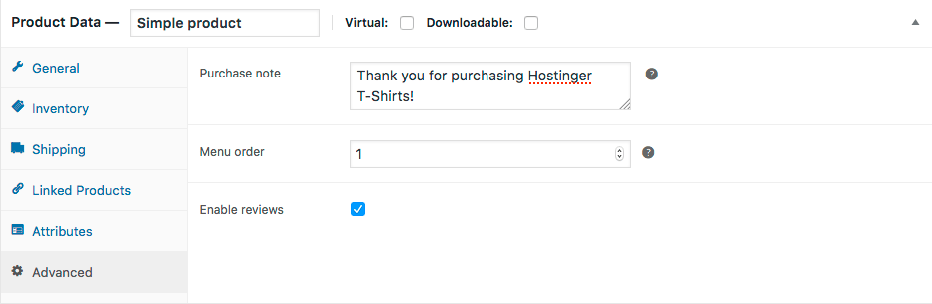 Product Data — Simple product Virtual: Downloadable:
General
Inventory
Shipping
Linked Products
Attributes
Advanced
Purchase note
Thank you for purchasing Hostinger
T-Shirts!
Menu order
1
Enable reviews